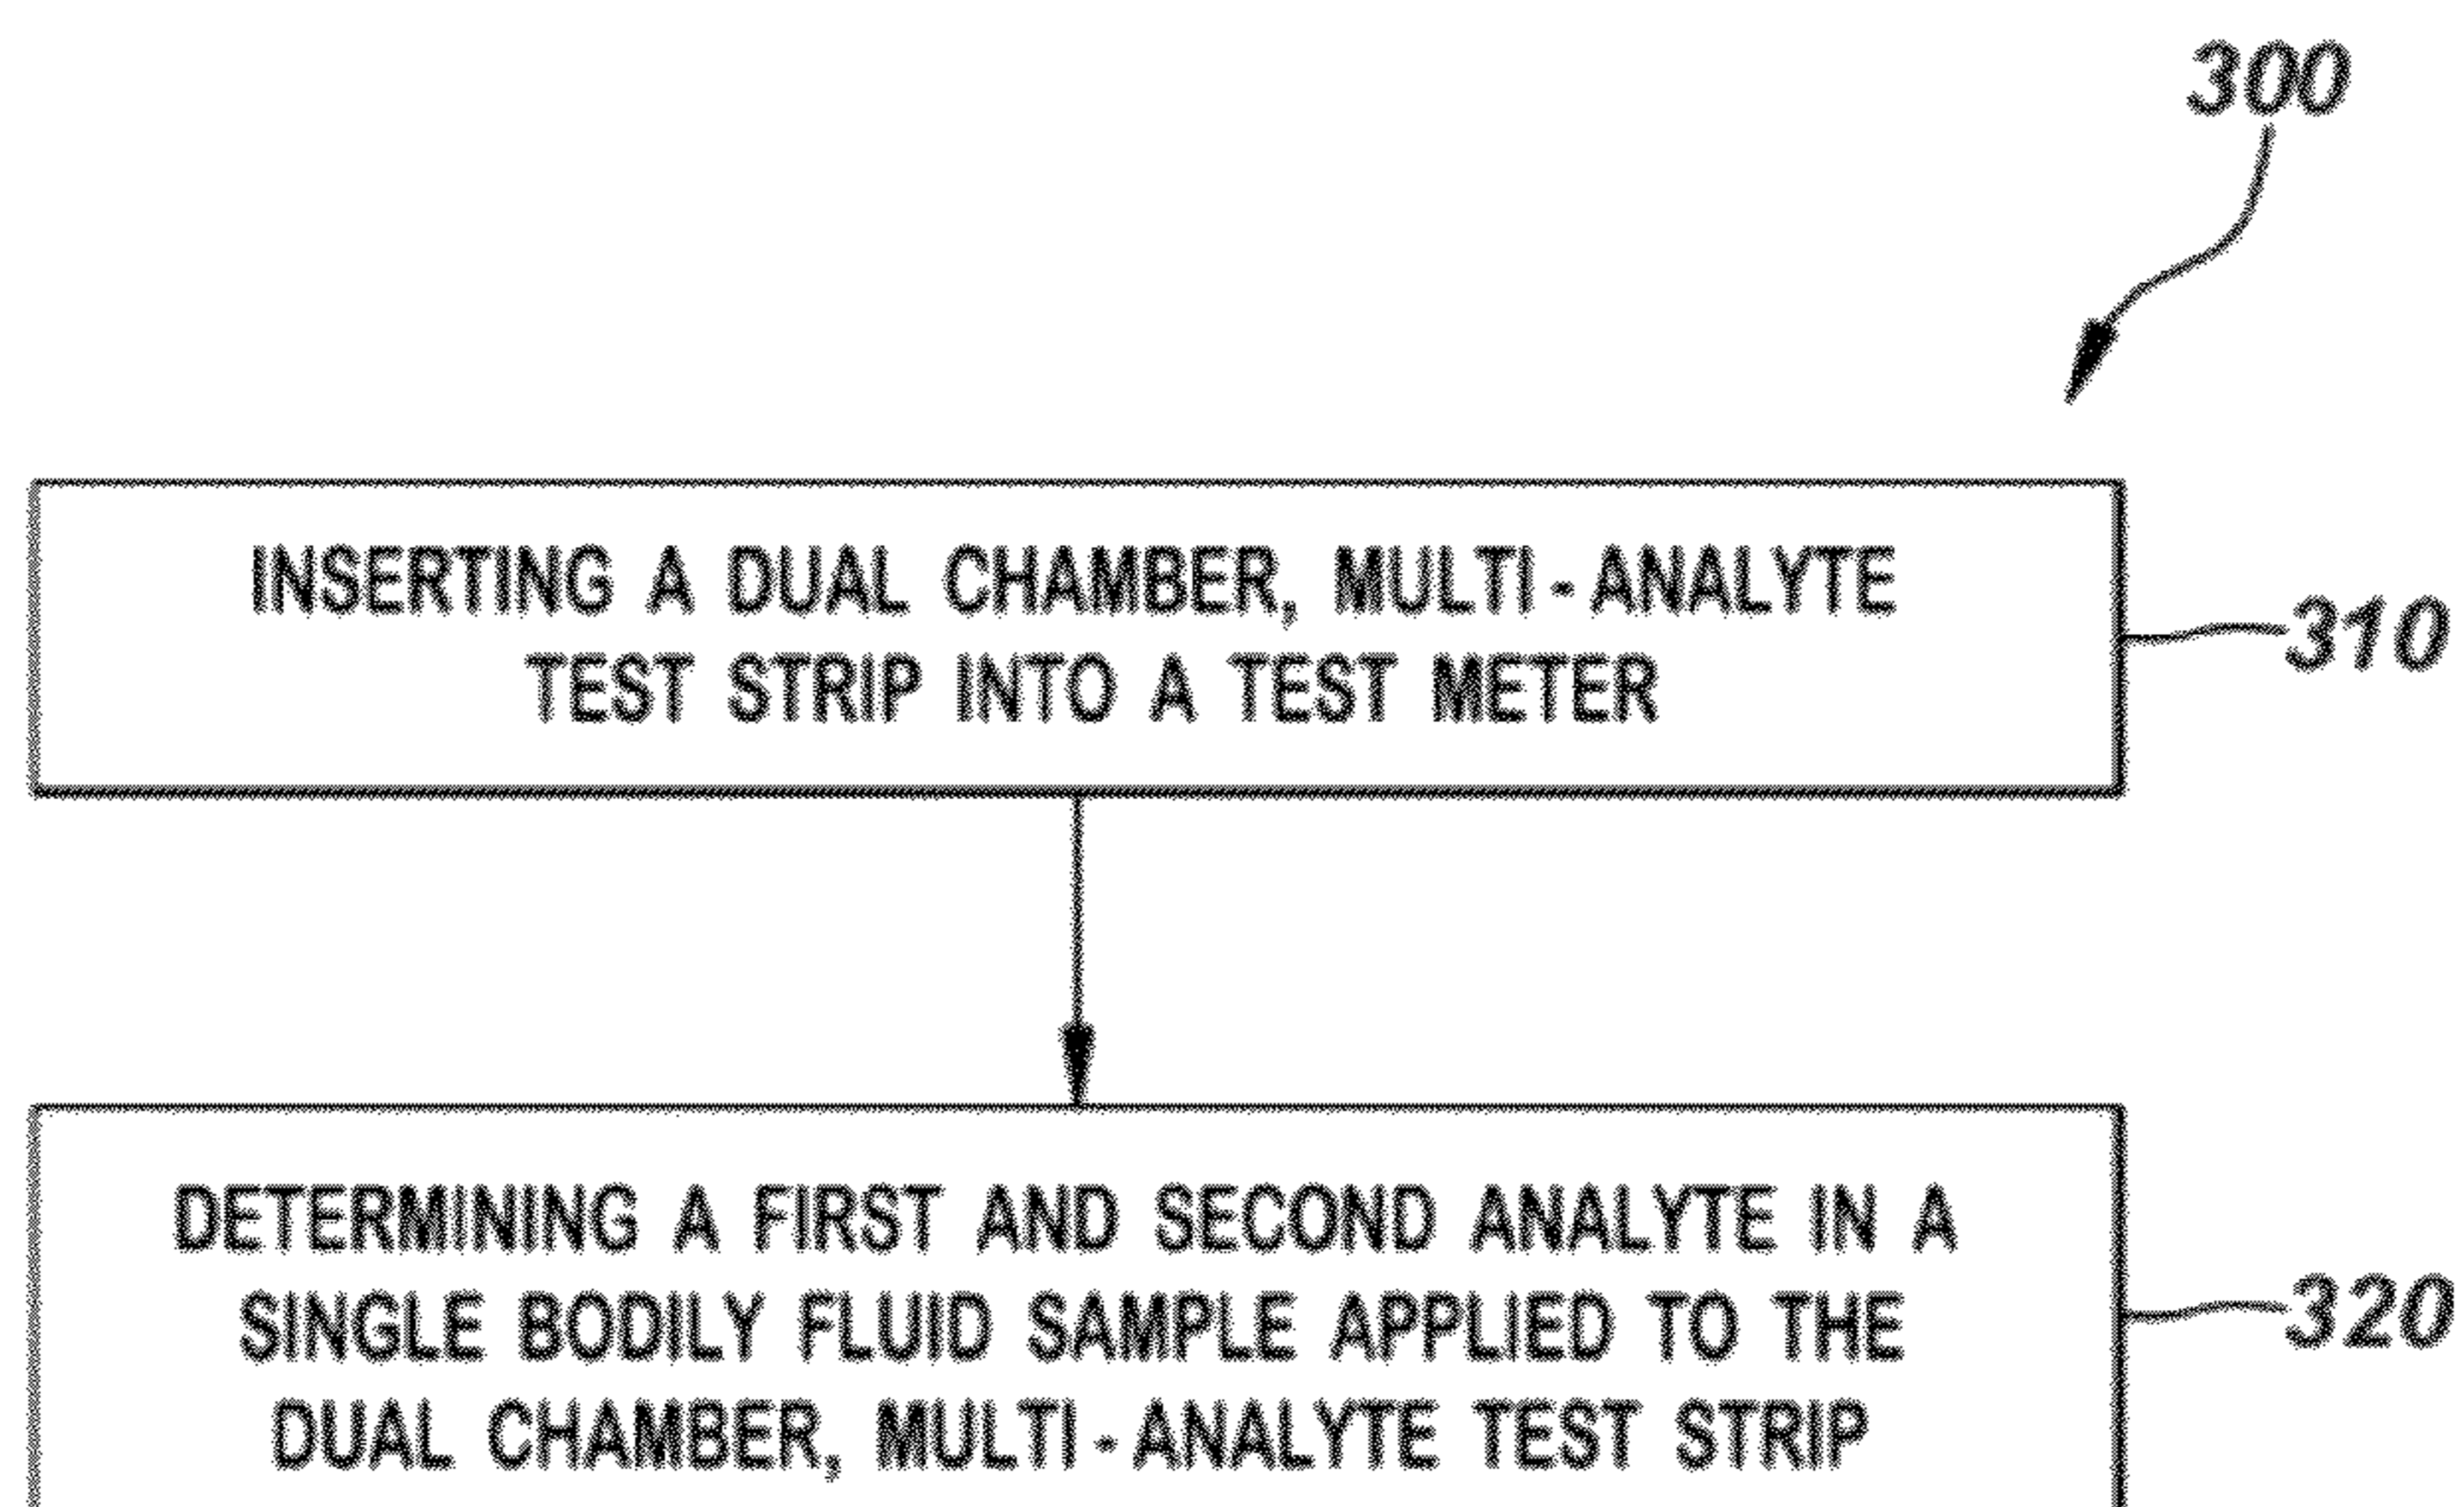 300
INSERTING A DUAL CHAMBER, MULTI-ANALYTE
TEST STRIP INTO A TEST METER
310
DETERMINING A FIRST AND SECOND ANALYTE IN A
SINGLE BODILY FLUID SAMPLE APPLIED TO THE
DUAL CHAMBER, MULTI-ANALYTE TEST STRIP
320